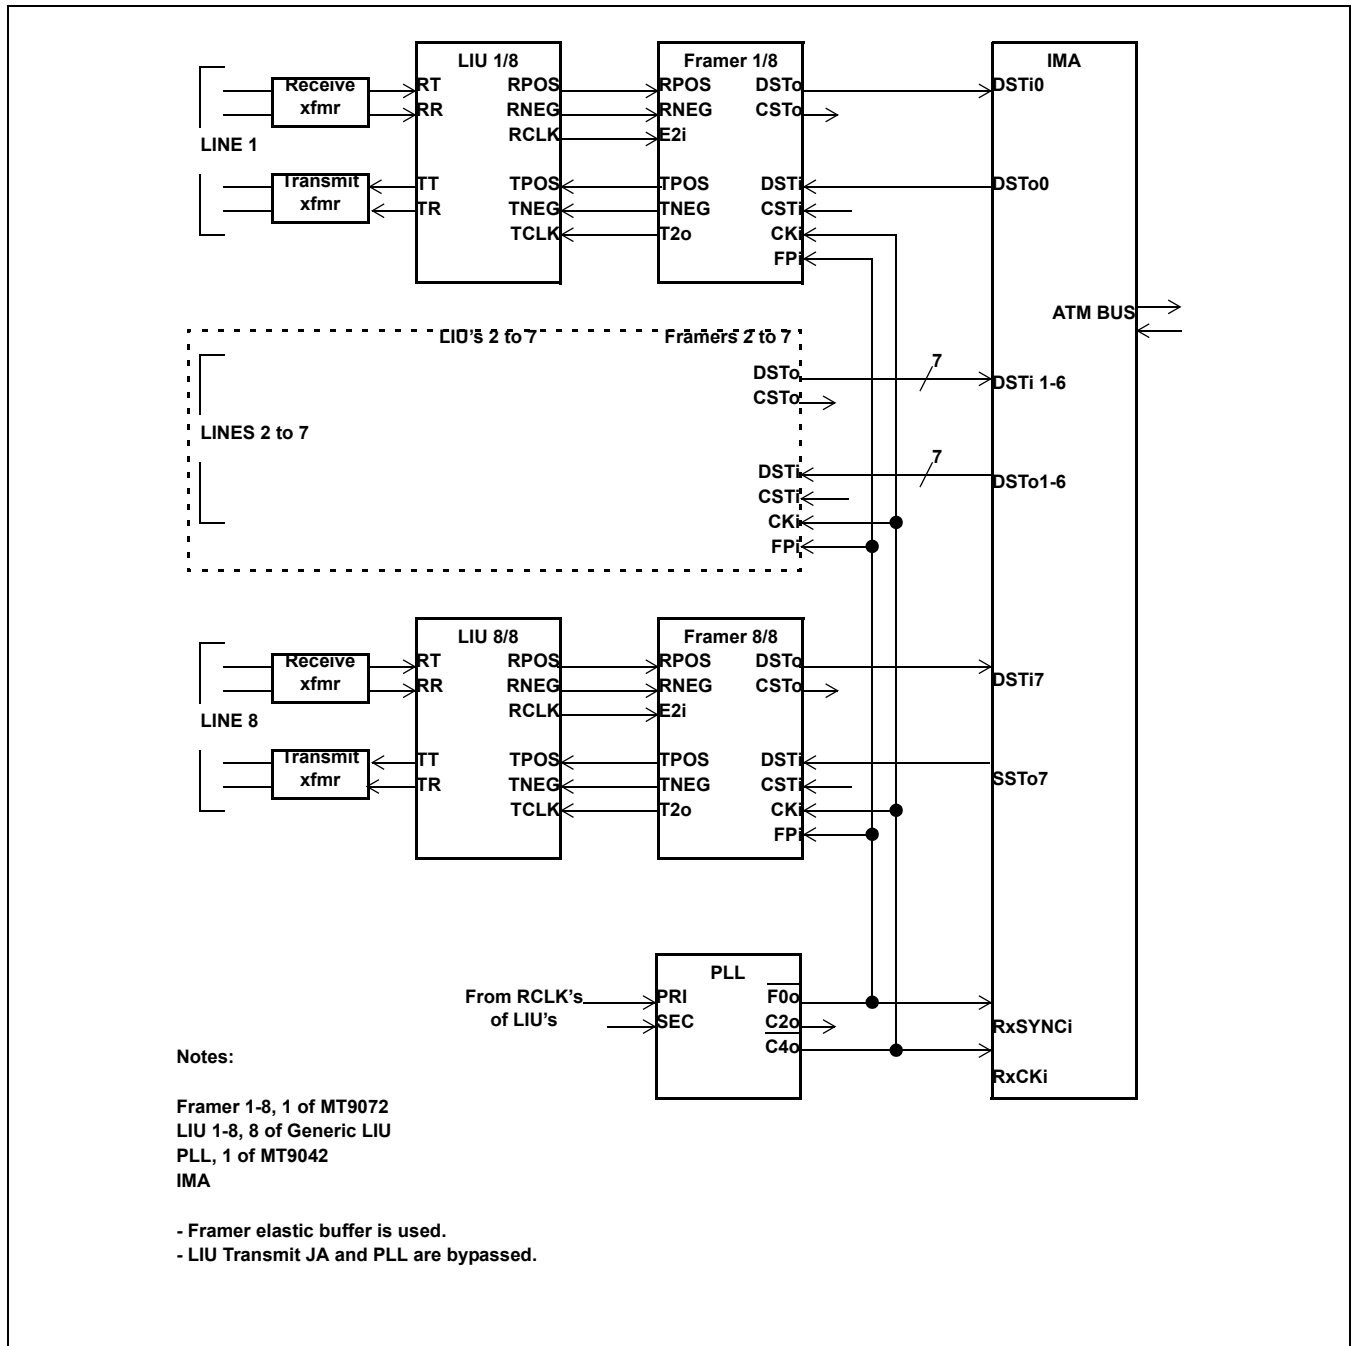 LIU 1/8
Framer 1/8
IMA
Receive
xfmr
RT
RR
RPOS
RNEG
RCLK
RPOS
RNEG
E2i
DSTo
CSTo
DSTi0
LINE 1
Transmit
xfmr
TT
TR
TPOS
TNEG
TCLK
TPOS
TNEG
T2o
DSTi
CSTi
CKi
FPi
DSTo0
ATM BUS
LIU's 2 to 7
Framers 2 to 7
DSTo
CSTo
7
DSTi 1-6
LINES 2 to 7
DSTi
CSTi
CKi
FPi
7
DSTo1-6
LIU 8/8
Framer 8/8
Receive
xfmr
RT
RR
RPOS
RNEG
RCLK
RPOS
RNEG
E2i
DSTo
CSTo
DSTi7
LINE 8
Transmit
xfmr
TT
TR
TPOS
TNEG
TCLK
TPOS
TNEG
T2o
DSTi
CSTi
CKi
FPi
SSTo7
PLL
From RCLK's
of LIU's
PRI
SEC
F0o
C2o
C4o
RxSYNCi
RxCKi
Notes:
Framer 1-8, 1 of MT9072
LIU 1-8, 8 of Generic LIU
PLL, 1 of MT9042
IMA
- Framer elastic buffer is used.
- LIU Transmit JA and PLL are bypassed.